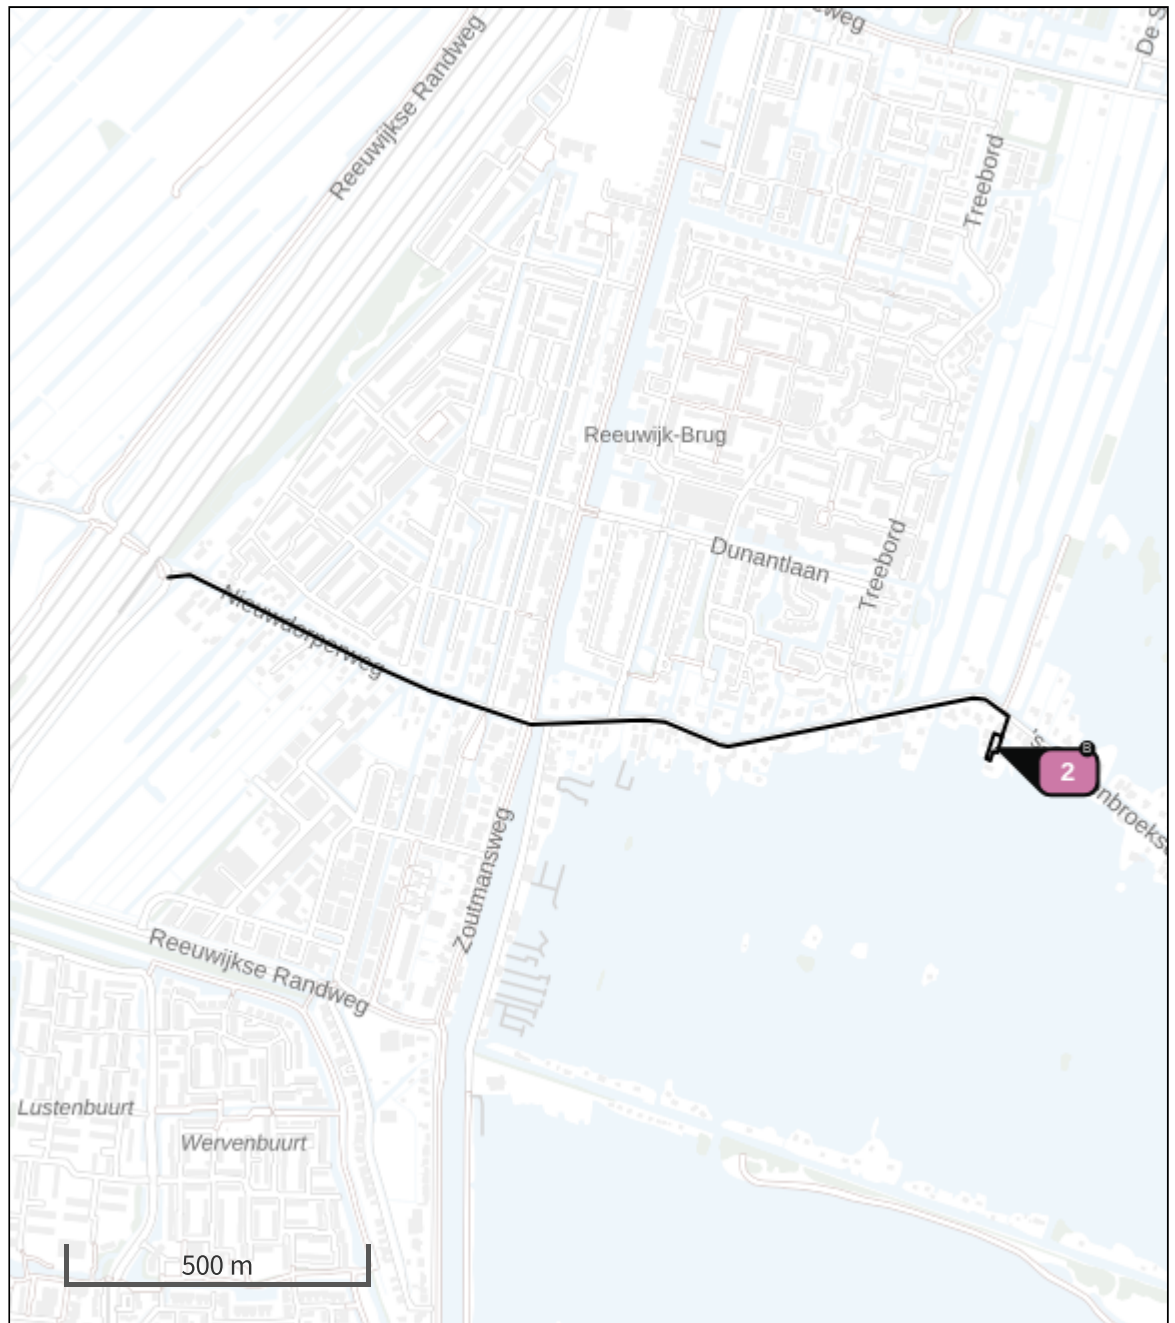 Reeuwijkse Randweg
Treebord
Reeuwijk-Brug
Dunantlaan
Treebord
Nieuwdorperweg
B
2
Zoutmansweg
Reeuwijkse Randweg
Lustenbuurt
Wervenbuurt
500 m